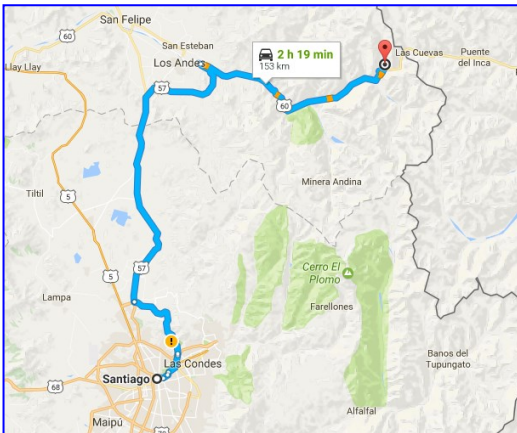 San Felipe
60
San Esteban
Los Andes
2 h 19 min
153 km
Las Cuevas
Puente
del Inca
Llay Llay
57
60
Minera Andina
Tiltil
5
57
5
Cerro El
Plomo
Lampa
Farellones
Las Condes
Santiago
68
Banos del
Tupungato
Maipú
Alfalfal